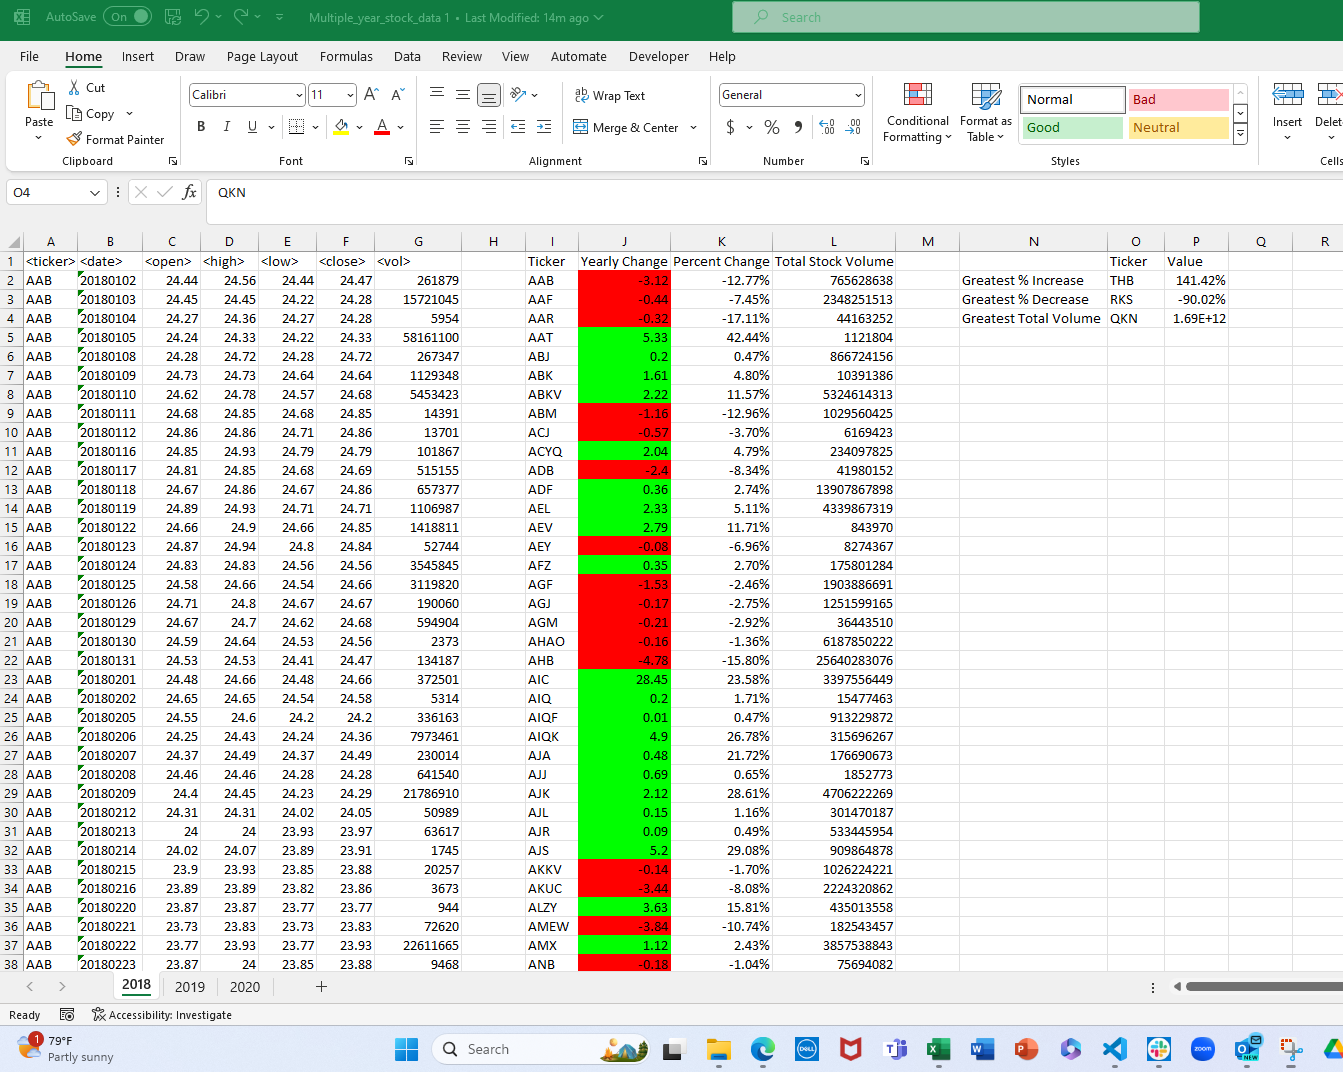 AutoSave On Multiple_year_stock_data 1 • Last Modified: 14m ago Search
File Home Insert Draw Page Layout Formulas Data Review View Automate Developer Help
Paste Cut Copy Format Painter Clipboard
Calibri 11 A A B I U A Font
Wrap Text Merge & Center Alignment
General $ % 9 Number
Conditional Formatting Format as Table Normal Bad Good Neutral Styles
Insert Delet Cells
O4 fx QKN
A B C D E F G H I J K L M N O P Q R
1 <ticker> <date> <open> <high> <low> <close> <vol> Ticker Yearly Change Percent Change Total Stock Volume Ticker Value
2 AAB 20180102 24.44 24.56 24.44 24.47 261879 AAB -3.12 -12.77% 765628638 Greatest % Increase THB 141.42%
3 AAB 20180103 24.45 24.45 24.22 24.28 15721045 AAF -0.44 -7.45% 2348251513 Greatest % Decrease RKS -90.02%
4 AAB 20180104 24.27 24.36 24.27 24.28 5954 AAR -0.32 -17.11% 44163252 Greatest Total Volume QKN 1.69E+12
5 AAB 20180105 24.24 24.33 24.22 24.33 58161100 AAT 5.33 42.44% 1121804
6 AAB 20180108 24.28 24.72 24.28 24.72 267347 ABJ 0.2 0.47% 866724156
7 AAB 20180109 24.73 24.73 24.64 24.64 1129348 ABK 1.61 4.80% 10391386
8 AAB 20180110 24.62 24.78 24.57 24.68 5453423 ABKV 2.22 11.57% 5324614313
9 AAB 20180111 24.68 24.85 24.68 24.85 14391 ABM -1.16 -12.96% 1029560425
10 AAB 20180112 24.86 24.86 24.71 24.86 13701 ACJ -0.57 -3.70% 6169423
11 AAB 20180116 24.85 24.93 24.79 24.79 101867 ACYQ 2.04 4.79% 234097825
12 AAB 20180117 24.81 24.85 24.68 24.69 515155 ADB -2.4 -8.34% 41980152
13 AAB 20180118 24.67 24.86 24.67 24.86 657377 ADF 0.36 2.74% 13907867898
14 AAB 20180119 24.89 24.93 24.71 24.71 1106987 AEL 2.33 5.11% 4339867319
15 AAB 20180122 24.66 24.9 24.66 24.85 1418811 AEV 2.79 11.71% 843970
16 AAB 20180123 24.87 24.94 24.8 24.84 52744 AEY -0.08 -6.96% 8274367
17 AAB 20180124 24.83 24.83 24.56 24.56 3545845 AFZ 0.35 2.70% 175801284
18 AAB 20180125 24.58 24.66 24.54 24.66 3119820 AGF -1.53 -2.46% 1903886691
19 AAB 20180126 24.71 24.8 24.67 24.67 190060 AGJ -0.17 -2.75% 1251599165
20 AAB 20180129 24.67 24.7 24.62 24.68 594904 AGM -0.21 -2.92% 36443510
21 AAB 20180130 24.59 24.64 24.53 24.56 2373 AHAO -0.16 -1.36% 6187850222
22 AAB 20180131 24.53 24.53 24.41 24.47 134187 AHB -4.78 -15.80% 25640283076
23 AAB 20180201 24.48 24.66 24.48 24.66 372501 AIC 28.45 23.58% 3397556449
24 AAB 20180202 24.65 24.65 24.54 24.58 5314 AIQ 0.2 1.71% 15477463
25 AAB 20180205 24.55 24.6 24.2 24.2 336163 AIQF 0.01 0.47% 913229872
26 AAB 20180206 24.25 24.43 24.24 24.36 7973461 AIQK 4.9 26.78% 315696267
27 AAB 20180207 24.37 24.49 24.37 24.49 230014 AJA 0.48 21.72% 176690673
28 AAB 20180208 24.46 24.46 24.28 24.28 641540 AJJ 0.69 0.65% 1852773
29 AAB 20180209 24.4 24.45 24.23 24.29 21786910 AJK 2.12 28.61% 4706222269
30 AAB 20180212 24.31 24.31 24.02 24.05 50989 AJL 0.15 1.16% 301470187
31 AAB 20180213 24 24 23.93 23.97 63617 AJR 0.09 0.49% 533445954
32 AAB 20180214 24.02 24.07 23.89 23.91 1745 AJS 5.2 29.08% 909864878
33 AAB 20180215 23.9 23.93 23.85 23.88 20257 AKKV -0.14 -1.70% 1026224221
34 AAB 20180216 23.89 23.89 23.82 23.86 3673 AKUC -3.44 -8.08% 2224320862
35 AAB 20180220 23.87 23.87 23.77 23.77 944 ALZY 3.63 15.81% 435013558
36 AAB 20180221 23.73 23.83 23.73 23.83 72620 AMEW -3.84 -10.74% 182543457
37 AAB 20180222 23.77 23.93 23.77 23.93 22611665 AMX 1.12 2.43% 3857538843
38 AAB 20180223 23.87 24 23.85 23.88 9468 ANB -0.18 -1.04% 75694082
2018 2019 2020 +
Ready Accessibility: Investigate
1 79°F Partly sunny Search DELL zoom NEW